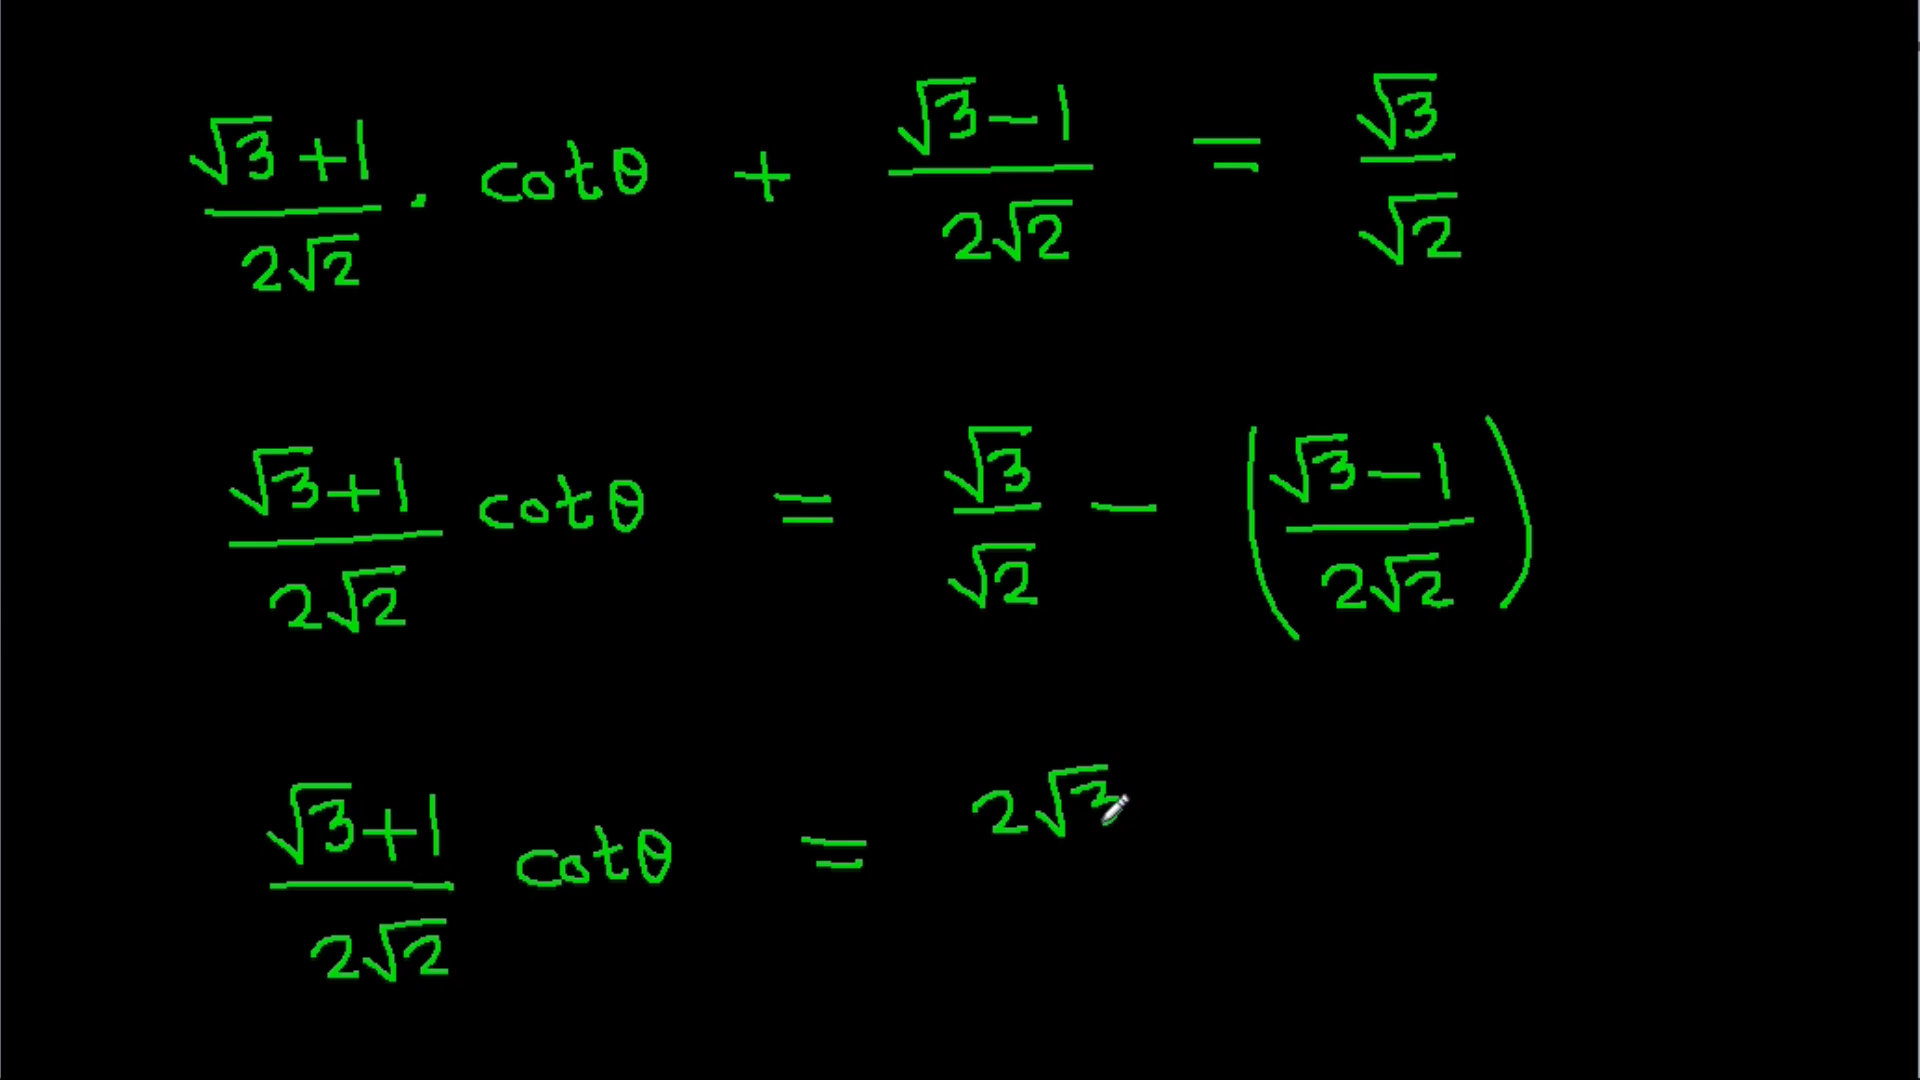 (√3+1)/(2√2) . cotθ + (√3−1)/(2√2) = √3/√2
(√3+1)/(2√2) cotθ = √3/√2 − ((√3−1)/(2√2))
(√3+1)/(2√2) cotθ = 2√3